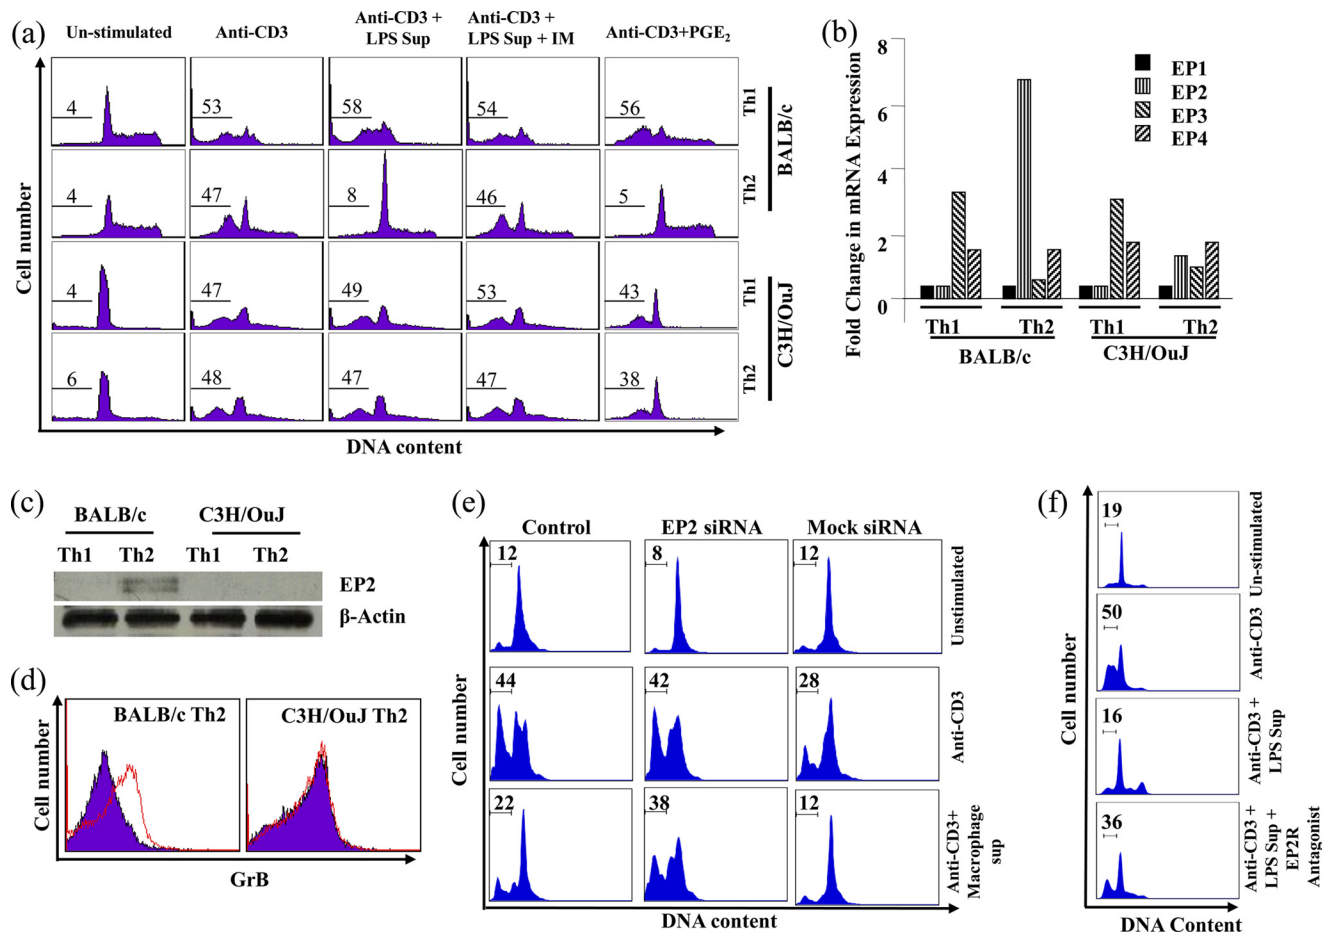 (a)
Un-stimulated
Anti-CD3
Anti-CD3 +
LPS Sup
Anti-CD3 +
LPS Sup + IM
Anti-CD3+PGE₂
4
53
58
54
56
Th1
4
47
8
46
5
Th2
BALB/c
4
47
49
53
43
Th1
6
48
47
47
38
Th2
C3H/OuJ
Cell number
DNA content
(b)
Fold Change in mRNA Expression
8
6
4
2
0
EP1
EP2
EP3
EP4
Th1
Th2
Th1
Th2
BALB/c
C3H/OuJ
(c)
BALB/c
C3H/OuJ
Th1
Th2
Th1
Th2
EP2
β-Actin
(d)
BALB/c Th2
C3H/OuJ Th2
Cell number
GrB
(e)
Control
EP2 siRNA
Mock siRNA
12
8
12
Unstimulated
44
42
28
Anti-CD3
22
38
12
Anti-CD3+
Macrophage
sup
Cell number
DNA content
(f)
19
Un-stimulated
50
Anti-CD3
16
Anti-CD3 +
LPS Sup
36
Anti-CD3 +
LPS Sup +
EP2R
Antagonist
Cell number
DNA Content